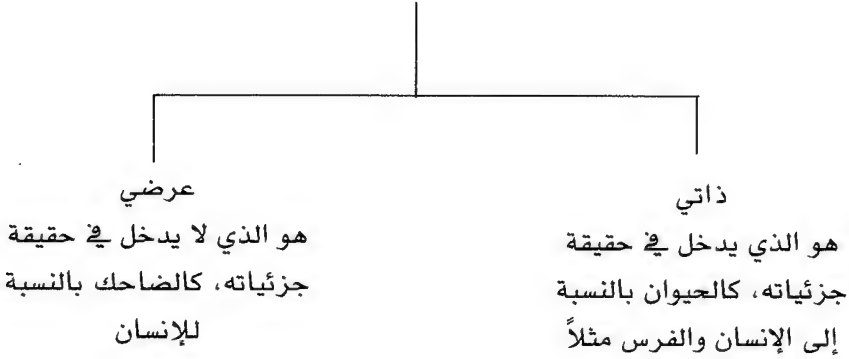 ذاتي
هو الذي يدخل في حقيقة
جزئياته، كالحيوان بالنسبة
إلى الإنسان والفرس مثلاً
عرضي
هو الذي لا يدخل في حقيقة
جزئياته، كالضاحك بالنسبة
للإنسان